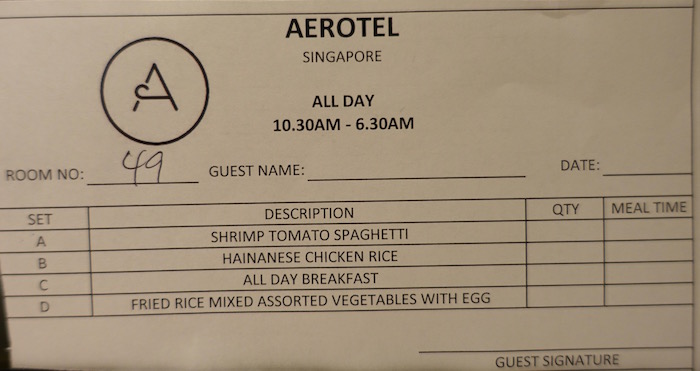 AEROTEL
SINGAPORE
A
ALL DAY
10.30AM - 6.30AM
ROOM NO: 49 GUEST NAME: DATE:
SET DESCRIPTION QTY MEAL TIME
A SHRIMP TOMATO SPAGHETTI
B HAINANESE CHICKEN RICE
C ALL DAY BREAKFAST
D FRIED RICE MIXED ASSORTED VEGETABLES WITH EGG
GUEST SIGNATURE